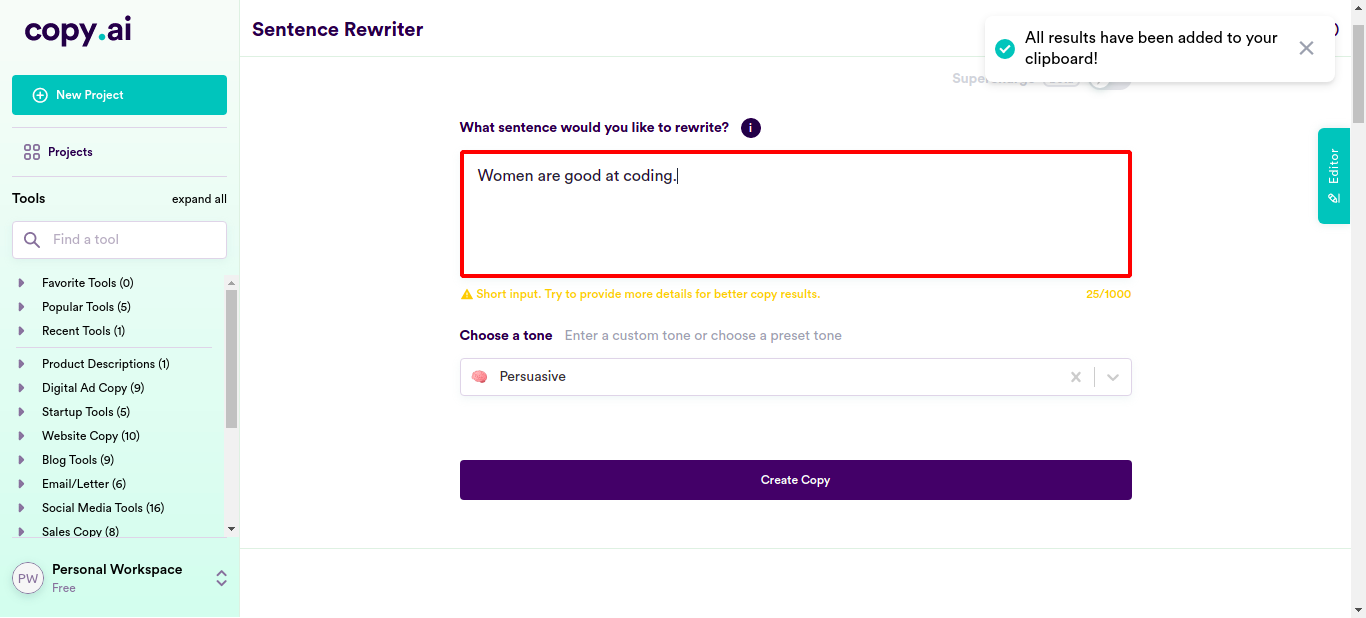 copy.ai
New Project
Projects
Tools
expand all
Find a tool
Favorite Tools (0)
Popular Tools (5)
Recent Tools (1)
Product Descriptions (1)
Digital Ad Copy (9)
Startup Tools (5)
Website Copy (10)
Blog Tools (9)
Email/Letter (6)
Social Media Tools (16)
Sales Copy (8)
PW
Personal Workspace
Free
Sentence Rewriter
All results have been added to your
clipboard!
What sentence would you like to rewrite?
Women are good at coding.
Short input. Try to provide more details for better copy results.
25/1000
Choose a tone
Enter a custom tone or choose a preset tone
Persuasive
Create Copy
Editor